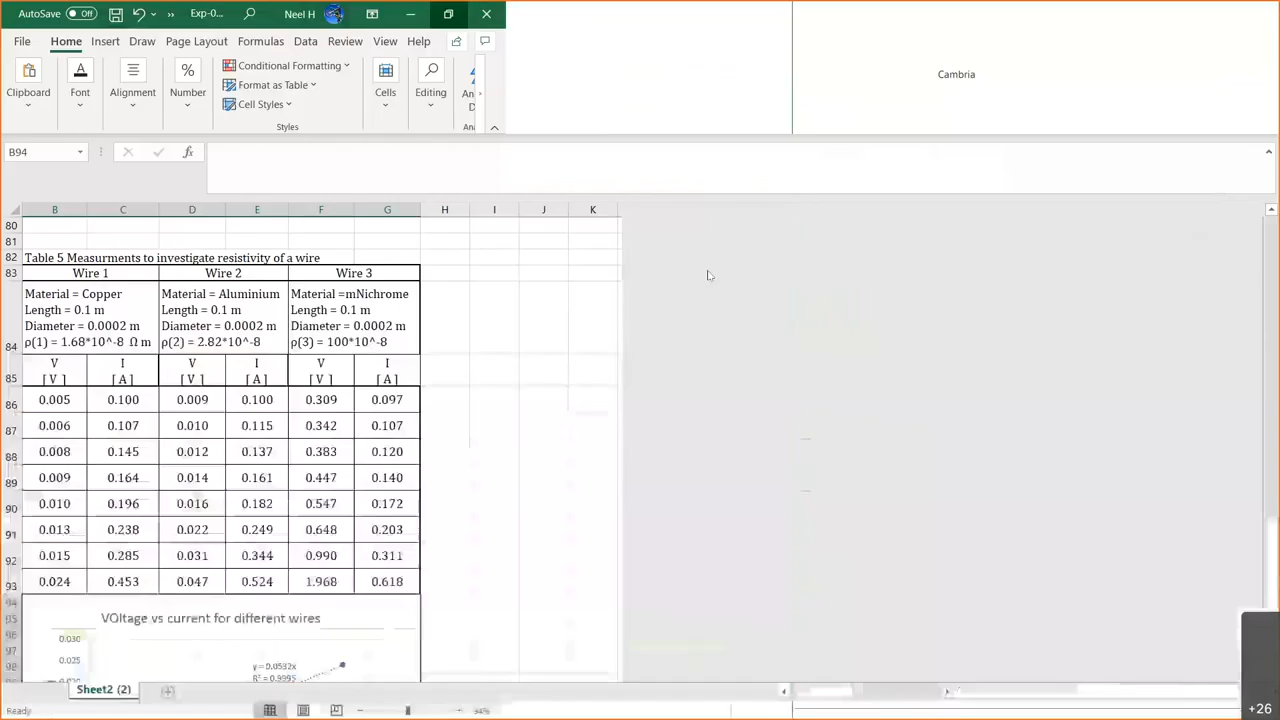 AutoSave Off Exp-0... Neel H
File Home Insert Draw Page Layout Formulas Data Review View Help
Clipboard Font Alignment Number Conditional Formatting Format as Table Cell Styles Cells Editing
Styles
Cambria
B94 fx
B C D E F G H I J K
80
81
82 Table 5 Measurments to investigate resistivity of a wire
83 Wire 1 Wire 2 Wire 3
Material = Copper Material = Aluminium Material =mNichrome
Length = 0.1 m Length = 0.1 m Length = 0.1 m
Diameter = 0.0002 m Diameter = 0.0002 m Diameter = 0.0002 m
84 ρ(1) = 1.68*10^-8 Ω m ρ(2) = 2.82*10^-8 ρ(3) = 100*10^-8
V I V I V I
85 [ V ] [ A ] [ V ] [ A ] [ V ] [ A ]
86 0.005 0.100 0.009 0.100 0.309 0.097
87 0.006 0.107 0.010 0.115 0.342 0.107
88 0.008 0.145 0.012 0.137 0.383 0.120
89 0.009 0.164 0.014 0.161 0.447 0.140
90 0.010 0.196 0.016 0.182 0.547 0.172
91 0.013 0.238 0.022 0.249 0.648 0.203
92 0.015 0.285 0.031 0.344 0.990 0.311
93 0.024 0.453 0.047 0.524 1.968 0.618
94
95 VOltage vs current for different wires
96 0.030
97 0.025 y = 0.0532x
98 R² = 0.9995
Sheet2 (2)
Ready 94%
+26